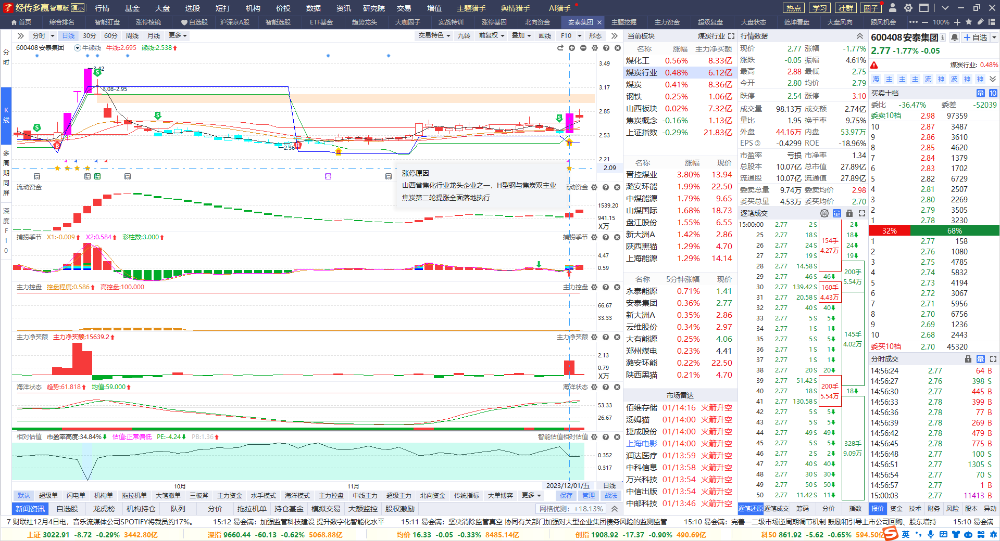 经传多赢 智尊版 演示 行情 基金 大盘 选股 短打 机构 价投 数据 资讯 研究院 交易 增值 主题猎手 舆情猎手 AI猎手 热点 学习 社群 圈子
首页 综合排名 智能盯盘 涨停棱镜 自选股 沪深京A股 智能选股 ETF基金 趋势龙头 大咖圈子 实战特训 涨停基因 北向资金 安泰集团 主题挖掘 主力资金 超级复盘 大盘状态 乾坤看盘 大盘风向 跟风机会 100%
分时 日线 30分 60分 周线 月线 更多 交易特色 九转 前复权 叠加 画线 F10 形态
600408 安泰集团 牛熊线 牛线:2.695 熊线:2.538
分时
K线
多周期同屏
深度F10
3.42
3.08-2.95
2.36
3.49
3.17
2.85
2.53
2.21
2.09
涨停原因
山西省焦化行业龙头企业之一，H型钢与焦炭双主业
焦炭第二轮提涨全面落地执行
流动资金
1539.20
941.15
X万
捕捞季节 X1:-0.009 X2:0.584 彩柱数:3.000 捕捞季节
4.47
0.59
主力控盘 控盘程度:0.586 高控盘:100.000 主力控盘
66.67
33.33
主力净买额 主力净买额:15639.2 主力净买额
2.13
0.79
X万
海洋状态 趋势:61.818 均值:59.000 海洋状态
53.33
26.67
相对估值 市盈率高度:34.84% 估值:正常偏低 PE:-4.24 PB:1.36 智能估值相对估值
0.352
0.317
10月 11月 2023/12/01/五 日线
默认 超级单 闪电单 机构单 拖拉机单 大笔撤单 三板斧 主力资金 水手模式 海洋模式 主力控盘 中线主力 超级主力 北向资金 传统指标 大单博弈 更多 保存 管理 战法
新闻资讯 自选股 龙虎榜 机构持仓 队列 分价 拖拉机单 持仓基金 模拟交易 大额监控 股权激励 网格优测: +18.13%
当前板块 煤炭行业
名称 涨幅 主力净买额
煤化工 0.56% 8.33亿
煤炭行业 0.48% 6.12亿
煤炭 0.41% 8.36亿
钢铁 0.25% 1.06亿
山西板块 0.02% 7.32亿
焦炭概念 -0.16% 1.13亿
上证指数 -0.29% 21.83亿
名称 涨幅 现价
晋控煤业 3.80% 13.94
潞安环能 1.99% 22.50
中煤能源 1.79% 9.65
山煤国际 1.68% 18.73
盘江股份 1.55% 6.55
新大洲A 1.42% 2.86
陕西黑猫 1.29% 4.70
上海能源 1.29% 14.14
名称 5分钟涨幅 现价
永泰能源 0.71% 1.41
安泰集团 0.36% 2.77
新大洲A 0.35% 2.86
云维股份 0.34% 2.97
大有能源 0.25% 4.06
郑州煤电 0.23% 4.41
潞安环能 0.22% 22.50
陕西黑猫 0.21% 4.70
市场雷达
佰维存储 01/14:16 火箭升空
汤姆猫 01/14:00 火箭升空
捷成股份 01/14:00 火箭升空
上海电影 01/14:00 火箭升空
润达医疗 01/13:59 火箭升空
中科信息 01/13:58 火箭升空
万兴科技 01/13:54 火箭升空
中信出版 01/13:54 火箭升空
中邮科技 01/13:46 火箭升空
行情数据
现价 2.77 涨幅 -1.77%
涨跌 -0.05 振幅 4.61%
最高 2.88 最低 2.75
今开 2.80 均价 2.79
跌停 2.54 涨停 3.10
成交量 98.13万 成交额 2.74亿
量比 1.95 换手率 9.75%
外盘 44.16万 内盘 53.97万
EPS③ -0.4299 ROE -18.96%
市盈率 亏损 市净率 1.34
总股本 10.07亿 总市值 27.89亿
流通股 10.07亿 流通值 27.89亿
委卖总量 9.74万 委卖均价 2.98
委买总量 4.53万 委买均价 2.70
逐笔成交 单 量
15:00:00 2.77 2 S 2
25 2.77 18 S 18
26 2.77 24 S 24
27 2.77 19 S 19
28 2.77 14.58 S
29 2.77 46 S 46
30 2.77 139.42 S
31 2.77 20.58 S
32 2.77 40 S 40
33 2.77 5 S 5
34 2.77 1 S 1
35 2.77 5 S 5
36 2.77 1 S 1
37 2.77 1 S 1
38 2.77 20 S 20
39 2.77 51.42 S
40 2.77 18 S 18
41 2.77 130.58 S
42 2.77 5 S 5
43 2.77 5 S 5
44 2.77 49 S 49
45 2.77 5 S 5
46 2.77 2 S 2
47 2.77 40 S 40
48 2.77 30 S 30
49 2.77 50 S 50
50 2.77 11.42 S 11
154手
4.27万
200手
5.54万
160手
4.43万
145手
4.02万
200手
5.54万
328手
9.09万
逐笔还原 逐笔成交 筹码 分价 指数
600408 安泰集团 自选
2.77 -1.77% -0.05
煤炭行业: 0.48%
海 主 主 主 流 神 波 神 神
买卖十档 量 10
委比 -36.47% 委差 -52039
委卖10档 2.98 97359
10 2.87 3487
9 2.86 3610
8 2.85 4620
7 2.84 1379
6 2.83 1702
5 2.82 6729
4 2.81 2507
3 2.80 2269
2 2.79 3505
1 2.78 3230
32% 68%
1 2.77 158
2 2.76 1080
3 2.75 4785
4 2.74 5832
5 2.73 4194
6 2.72 3067
7 2.71 5956
8 2.70 6756
9 2.69 1236
10 2.68 2443
委买10档 2.70 45320
分时成交 量
14:56:24 2.77 64 B
14:56:27 2.76 398 S
14:56:30 2.77 445 B
14:56:33 2.78 399 B
14:56:36 2.78 77 B
14:56:39 2.78 269 B
14:56:42 2.78 479 B
14:56:45 2.78 775 B
14:56:48 2.77 100 S
14:56:51 2.77 1305 S
14:56:54 2.77 70 S
14:56:57 2.77 1 B
15:00:03 2.77 11413 B
报价 资金 技术 财务 风险 股本 异动
7 财联社12月4日电，音乐流媒体公司SPOTIFY将裁员约17%。 15:12 易会满：加强监管科技建设 提升数字化智能化水平 15:11 易会满：坚决消除监管真空 协同有关部门加强对大型企业集团债务风险的监测监管 15:10 易会满：完善一二级市场逆周期调节机制 鼓励和引导上市公司回购、股东增持 15:10 易会满
上证 3022.91 -8.72 -0.29% 3442.80亿 深指 9660.44 -60.13 -0.62% 5068.88亿 均价 16.33 -0.05 -0.33% 8485.14亿 创指 1908.92 -17.37 -0.90% 490.69亿 科50 861.92 -5.62 -0.65% 594.50亿 英